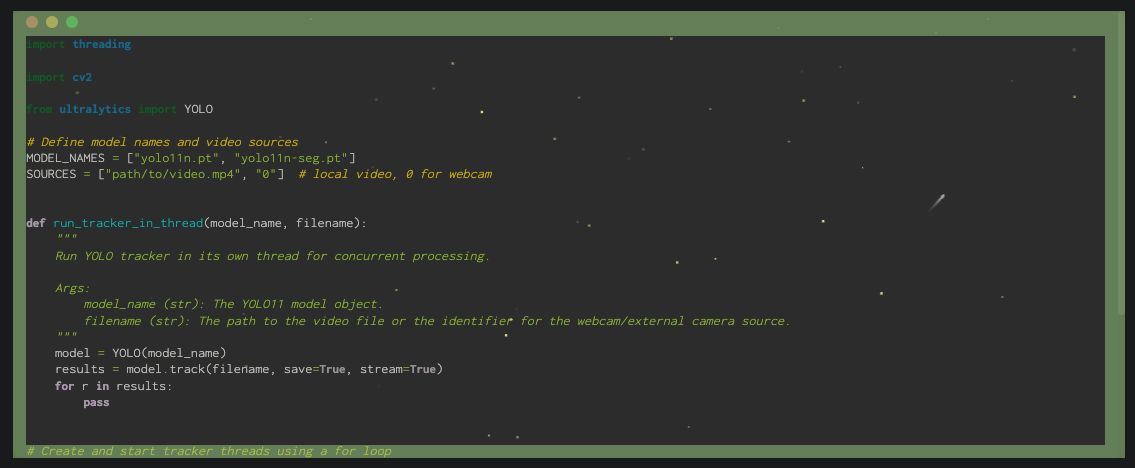 import threading
import cv2
from ultralytics import YOLO
# Define model names and video sources
MODEL_NAMES = ["yolo11n.pt", "yolo11n-seg.pt"]
SOURCES = ["path/to/video.mp4", "0"]  # local video, 0 for webcam
def run_tracker_in_thread(model_name, filename):
    """
    Run YOLO tracker in its own thread for concurrent processing.
    Args:
        model_name (str): The YOLO11 model object.
        filename (str): The path to the video file or the identifier for the webcam/external camera source.
    """
    model = YOLO(model_name)
    results = model.track(filename, save=True, stream=True)
    for r in results:
        pass
# Create and start tracker threads using a for loop